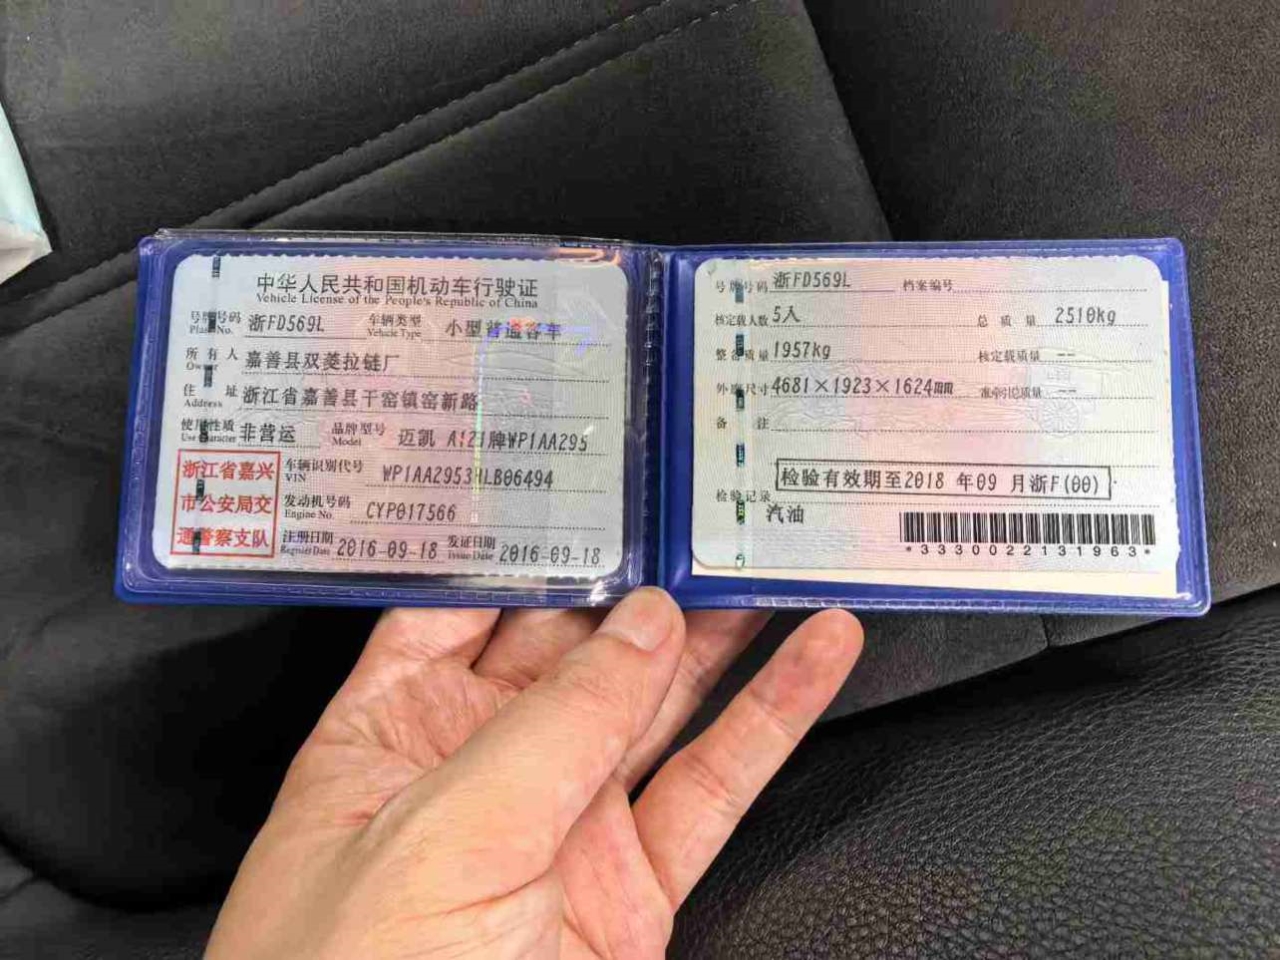 中华人民共和国机动车行驶证
Vehicle License of the People's Republic of China
号牌号码 浙FD569L 车辆类型 小型普通客车
Plate No. Vehicle Type
所有人 嘉善县双菱拉链厂
Owner
住址 浙江省嘉善县干窑镇窑新路
Address
使用性质 非营运 品牌型号 迈凯 A121牌WP1AA295
Use Character Model
浙江省嘉兴
市公安局交
通警察支队
车辆识别代号 WP1AA2953HLB06494
VIN
发动机号码 CYP017566
Engine No.
注册日期 2016-09-18 发证日期 2016-09-18
Register Date Issue Date
号牌号码 浙FD569L 档案编号
核定载人数 5人 总质量 2510kg
整备质量 1957kg 核定载质量 --
外廓尺寸 4681×1923×1624mm 准牵引总质量 --
备注
检验有效期至2018年09月浙F(00)
检验记录
汽油
*3330022131963*